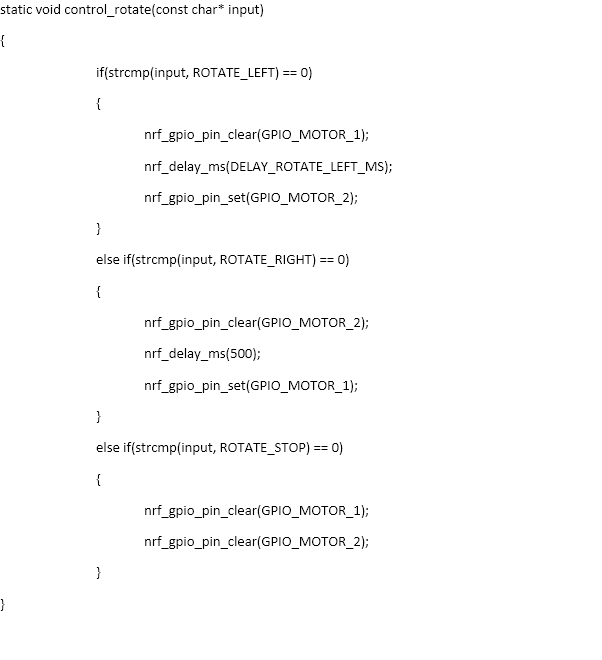 static void control_rotate(const char* input)
{
if(strcmp(input, ROTATE_LEFT) == 0)
{
nrf_gpio_pin_clear(GPIO_MOTOR_1);
nrf_delay_ms(DELAY_ROTATE_LEFT_MS);
nrf_gpio_pin_set(GPIO_MOTOR_2);
}
else if(strcmp(input, ROTATE_RIGHT) == 0)
{
nrf_gpio_pin_clear(GPIO_MOTOR_2);
nrf_delay_ms(500);
nrf_gpio_pin_set(GPIO_MOTOR_1);
}
else if(strcmp(input, ROTATE_STOP) == 0)
{
nrf_gpio_pin_clear(GPIO_MOTOR_1);
nrf_gpio_pin_clear(GPIO_MOTOR_2);
}
}